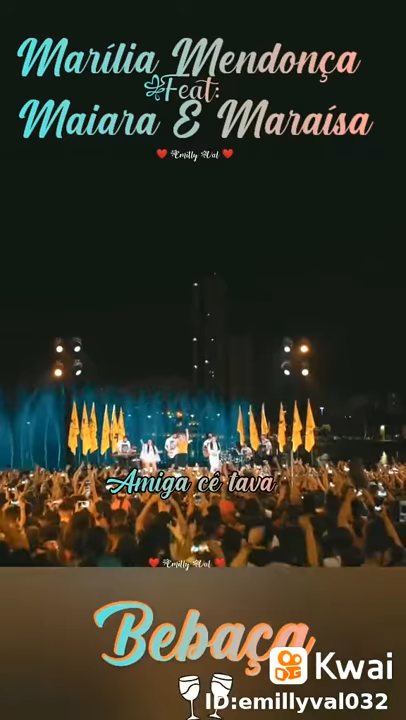 Marília Mendonça
Feat:
Maiara E Maraísa
Emilly Val
Amiga cê tava
Emilly Val
Bebaça
Kwai
ID:emillyval032